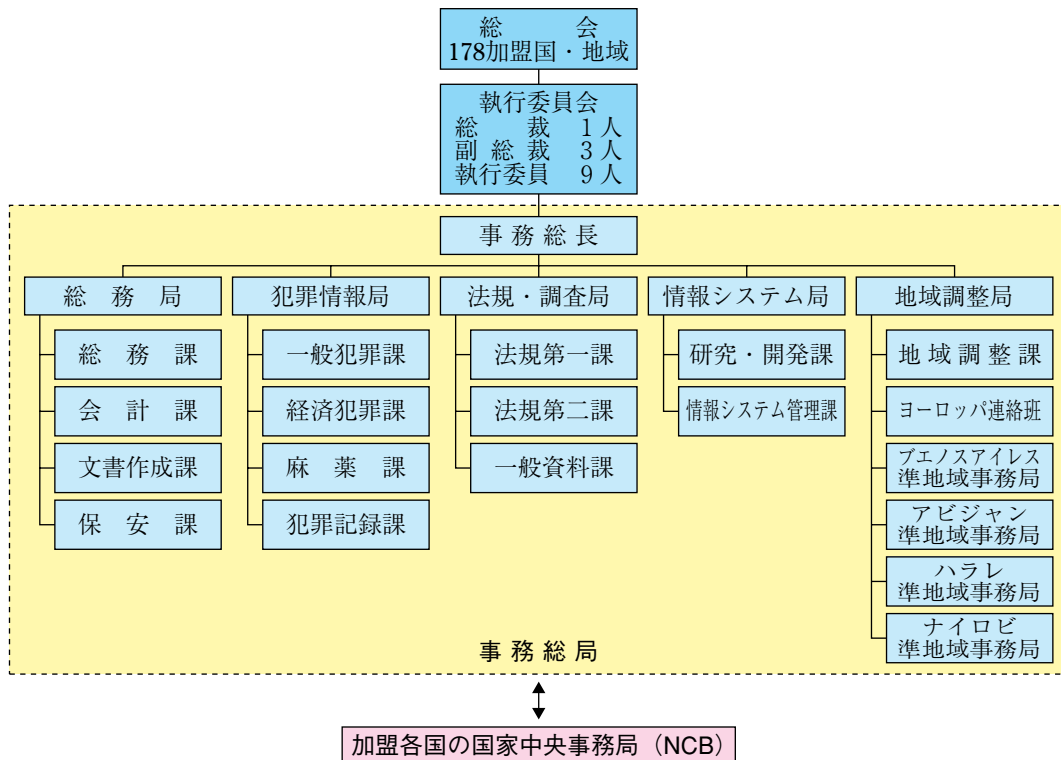 総会
178加盟国・地域
執行委員会
総裁 1人
副総裁 3人
執行委員 9人
事務総長
総務局
総務課
会計課
文書作成課
保安課
犯罪情報局
一般犯罪課
経済犯罪課
麻薬課
犯罪記録課
法規・調査局
法規第一課
法規第二課
一般資料課
情報システム局
研究・開発課
情報システム管理課
地域調整局
地域調整課
ヨーロッパ連絡班
ブエノスアイレス
準地域事務局
アビジャン
準地域事務局
ハラレ
準地域事務局
ナイロビ
準地域事務局
事務総局
加盟各国の国家中央事務局（NCB）